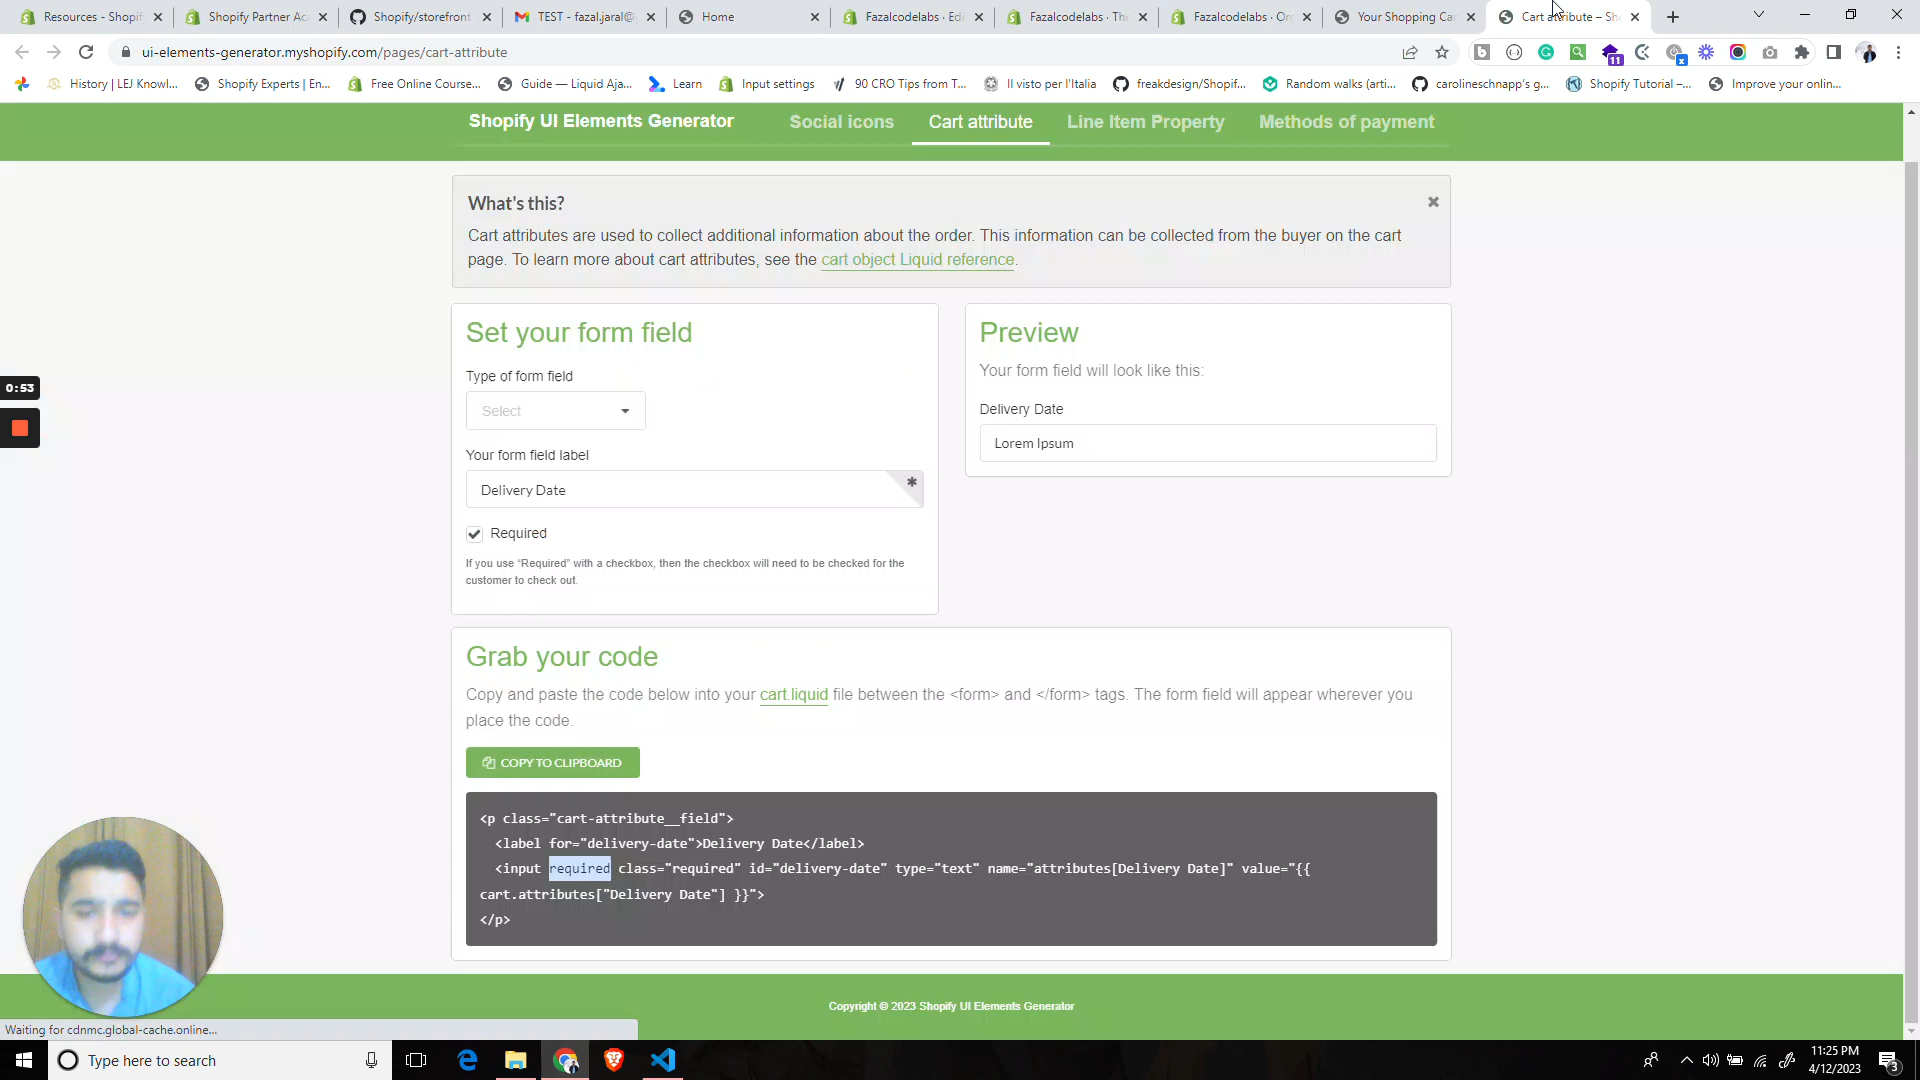 Resources - Shopif
Shopify Partner Ac
Shopify/storefront
TEST - fazal.jaral@
Home
Fazalcodelabs · Edi
Fazalcodelabs · Th
Fazalcodelabs · Or
Your Shopping Ca
Cart attribute – Sh
ui-elements-generator.myshopify.com/pages/cart-attribute
11
x
History | LEJ Knowl...
Shopify Experts | En...
Free Online Course...
Guide — Liquid Aja...
Learn
Input settings
90 CRO Tips from T...
Il visto per l'Italia
freakdesign/Shopif...
Random walks (arti...
carolineschnapp's g...
Shopify Tutorial –...
Improve your onlin...
Shopify UI Elements Generator
Social icons
Cart attribute
Line Item Property
Methods of payment
What's this?
Cart attributes are used to collect additional information about the order. This information can be collected from the buyer on the cart
page. To learn more about cart attributes, see the cart object Liquid reference.
Set your form field
Type of form field
Select
Your form field label
Delivery Date
Required
If you use “Required” with a checkbox, then the checkbox will need to be checked for the
customer to check out.
Preview
Your form field will look like this:
Delivery Date
Lorem Ipsum
0:53
Grab your code
Copy and paste the code below into your cart.liquid file between the <form> and </form> tags. The form field will appear wherever you
place the code.
COPY TO CLIPBOARD
<p class="cart-attribute__field">
<label for="delivery-date">Delivery Date</label>
<input required class="required" id="delivery-date" type="text" name="attributes[Delivery Date]" value="{{
cart.attributes["Delivery Date"] }}">
</p>
Copyright © 2023 Shopify UI Elements Generator
Waiting for cdnmc.global-cache.online...
Type here to search
11:25 PM
4/12/2023
3